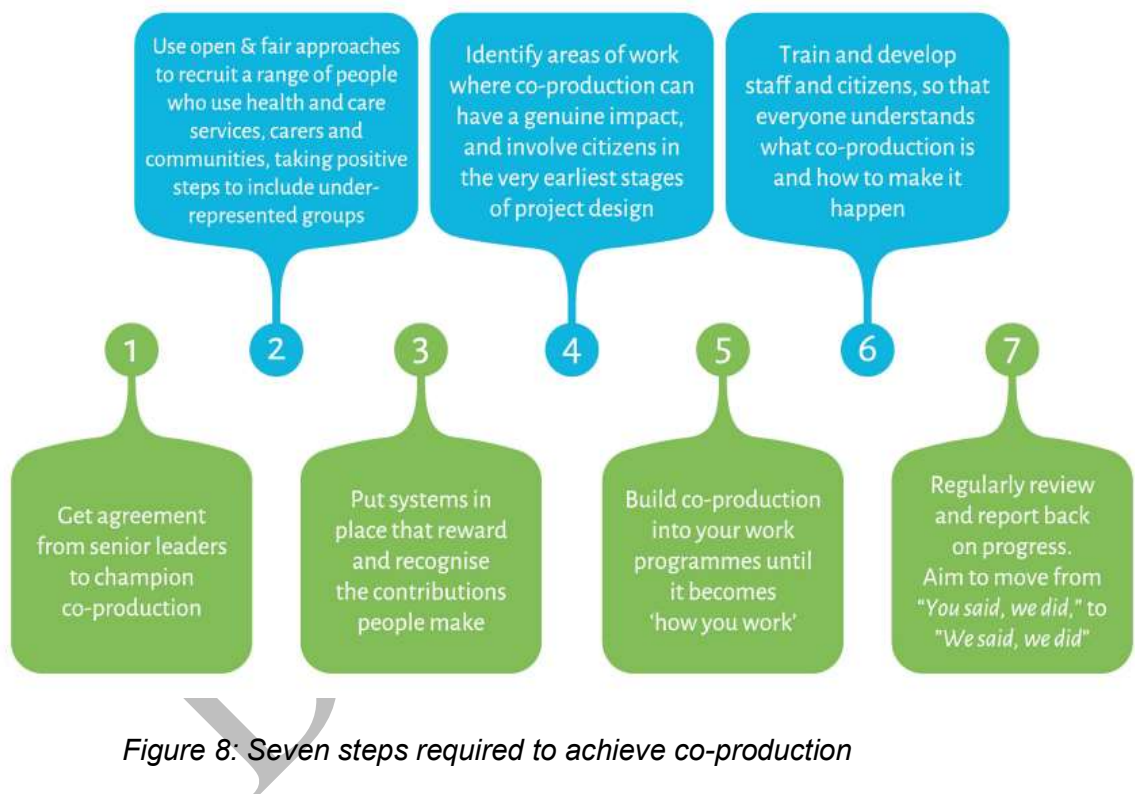 Use open & fair approaches
to recruit a range of people
who use health and care
services, carers and
communities, taking positive
steps to include under-
represented groups
Identify areas of work
where co-production can
have a genuine impact,
and involve citizens in
the very earliest stages
of project design
Train and develop
staff and citizens, so that
everyone understands
what co-production is
and how to make it
happen
1
2
3
4
5
6
7
Get agreement
from senior leaders
to champion
co-production
Put systems in
place that reward
and recognise
the contributions
people make
Build co-production
into your work
programmes until
it becomes
‘how you work’
Regularly review
and report back
on progress.
Aim to move from
“You said, we did,” to
”We said, we did”
Figure 8: Seven steps required to achieve co-production